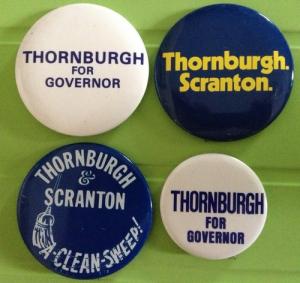 THORNBURGH
FOR
GOVERNOR
Thornburgh.
Scranton.
THORNBURGH
&
SCRANTON
A CLEAN SWEEP!
THORNBURGH
FOR
GOVERNOR